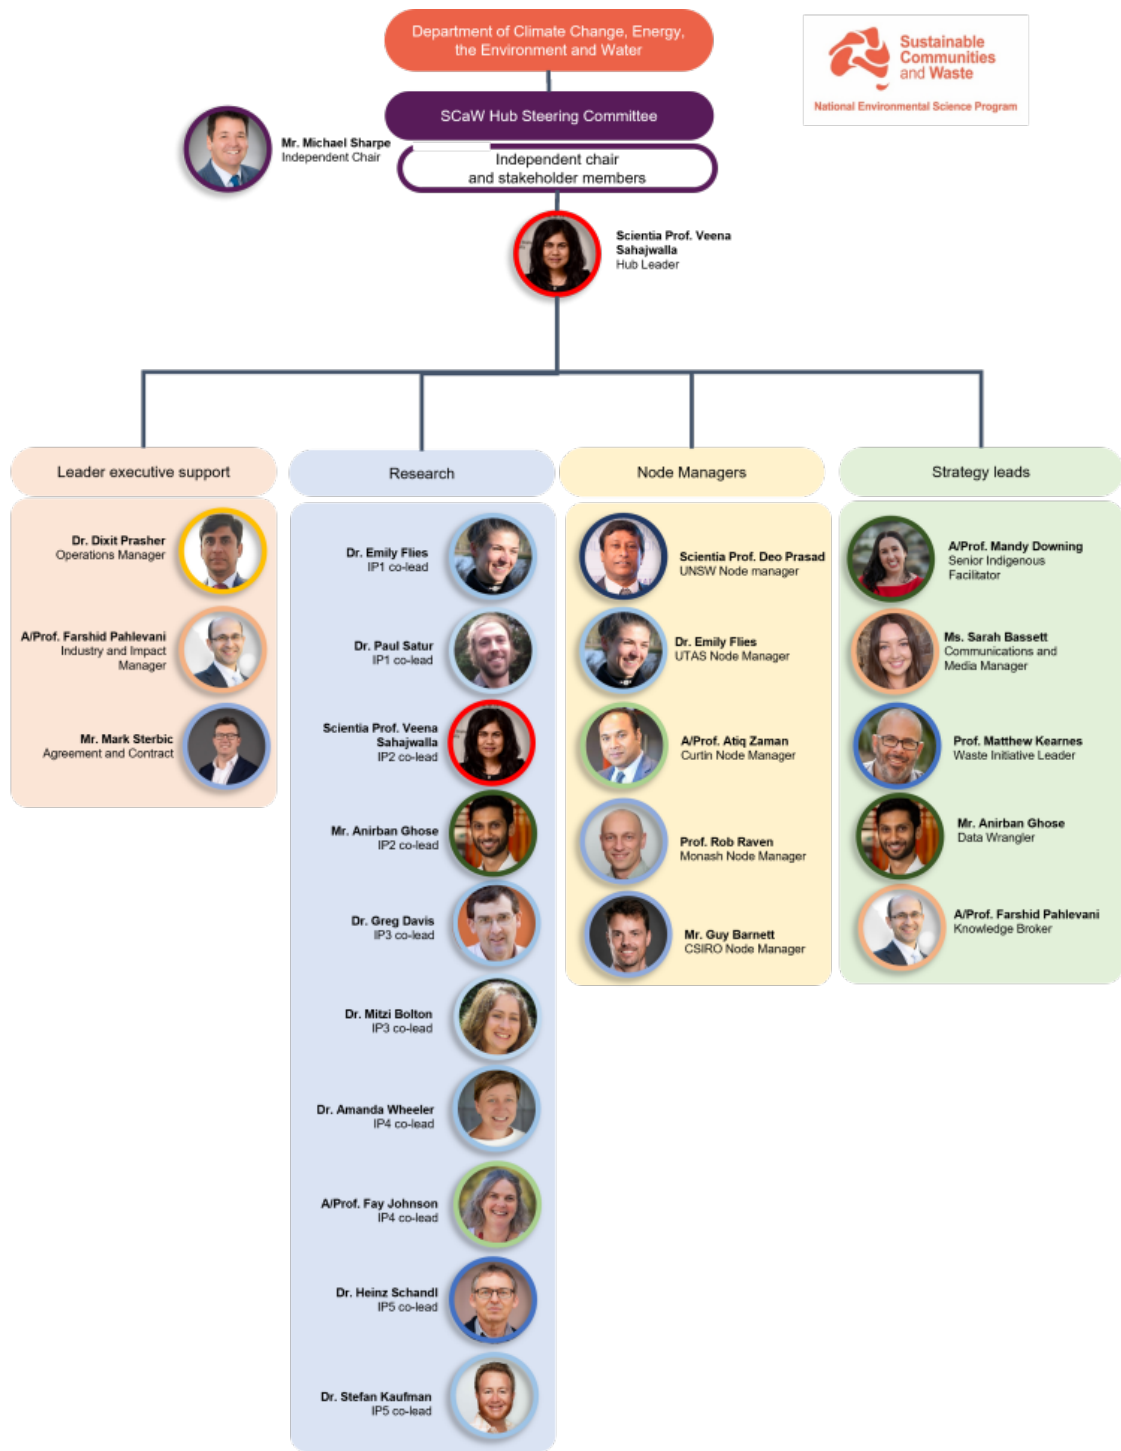 Department of Climate Change, Energy,
the Environment and Water
Sustainable
Communities
and Waste
National Environmental Science Program
SCaW Hub Steering Committee
Mr. Michael Sharpe
Independent Chair
Independent chair
and stakeholder members
Scientia Prof. Veena
Sahajwalla
Hub Leader
Leader executive support
Dr. Dixit Prasher
Operations Manager
A/Prof. Farshid Pahlevani
Industry and Impact
Manager
Mr. Mark Sterbic
Agreement and Contract
Research
Dr. Emily Flies
IP1 co-lead
Dr. Paul Satur
IP1 co-lead
Scientia Prof. Veena
Sahajwalla
IP2 co-lead
Mr. Anirban Ghose
IP2 co-lead
Dr. Greg Davis
IP3 co-lead
Dr. Mitzi Bolton
IP3 co-lead
Dr. Amanda Wheeler
IP4 co-lead
A/Prof. Fay Johnson
IP4 co-lead
Dr. Heinz Schandl
IP5 co-lead
Dr. Stefan Kaufman
IP5 co-lead
Node Managers
Scientia Prof. Deo Prasad
UNSW Node manager
Dr. Emily Flies
UTAS Node Manager
A/Prof. Atiq Zaman
Curtin Node Manager
Prof. Rob Raven
Monash Node Manager
Mr. Guy Barnett
CSIRO Node Manager
Strategy leads
A/Prof. Mandy Downing
Senior Indigenous
Facilitator
Ms. Sarah Bassett
Communications and
Media Manager
Prof. Matthew Kearnes
Waste Initiative Leader
Mr. Anirban Ghose
Data Wrangler
A/Prof. Farshid Pahlevani
Knowledge Broker